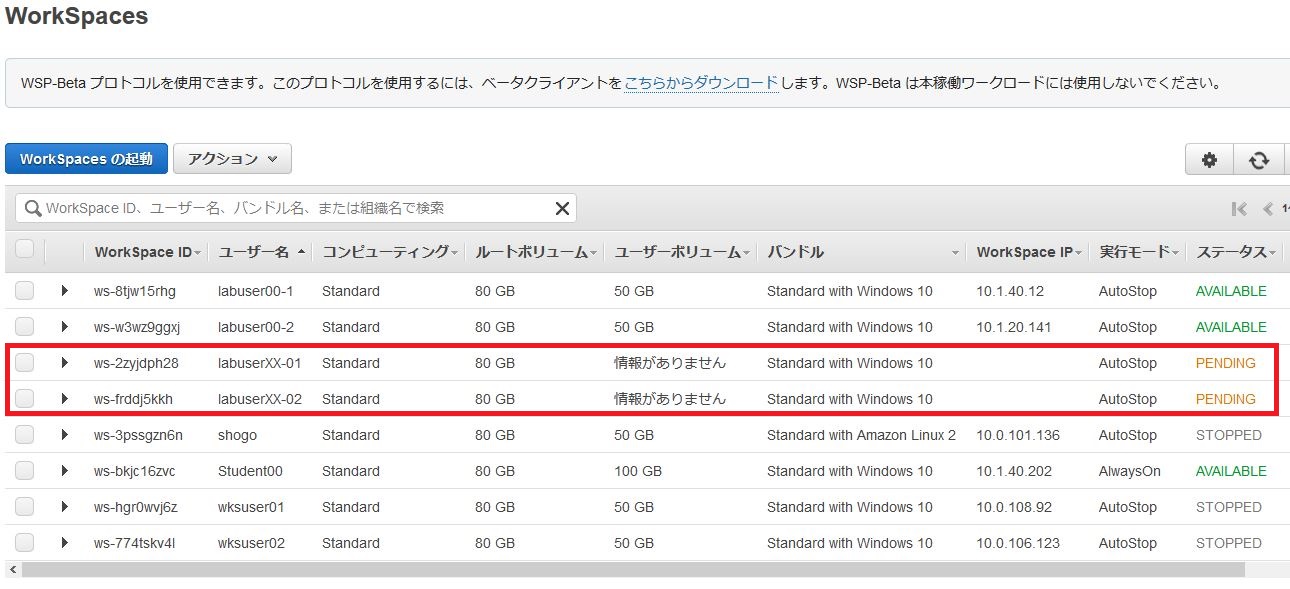 WorkSpaces
WSP-Beta プロトコルを使用できます。このプロトコルを使用するには、ベータクライアントをこちらからダウンロードします。WSP-Beta は本稼働ワークロードには使用しないでください。
WorkSpaces の起動 アクション
WorkSpace ID、ユーザー名、バンドル名、または組織名で検索
WorkSpace ID ユーザー名 コンピューティング ルートボリューム ユーザーボリューム バンドル WorkSpace IP 実行モード ステータス
ws-8tjw15rhg labuser00-1 Standard 80 GB 50 GB Standard with Windows 10 10.1.40.12 AutoStop AVAILABLE
ws-w3wz9ggxj labuser00-2 Standard 80 GB 50 GB Standard with Windows 10 10.1.20.141 AutoStop AVAILABLE
ws-2zyjdph28 labuserXX-01 Standard 80 GB 情報がありません Standard with Windows 10 AutoStop PENDING
ws-frddj5kkh labuserXX-02 Standard 80 GB 情報がありません Standard with Windows 10 AutoStop PENDING
ws-3pssgzn6n shogo Standard 80 GB 50 GB Standard with Amazon Linux 2 10.0.101.136 AutoStop STOPPED
ws-bkjc16zvc Student00 Standard 80 GB 100 GB Standard with Windows 10 10.1.40.202 AlwaysOn AVAILABLE
ws-hgr0wvj6z wksuser01 Standard 80 GB 50 GB Standard with Windows 10 10.0.108.92 AutoStop STOPPED
ws-774tskv4l wksuser02 Standard 80 GB 50 GB Standard with Windows 10 10.0.106.123 AutoStop STOPPED